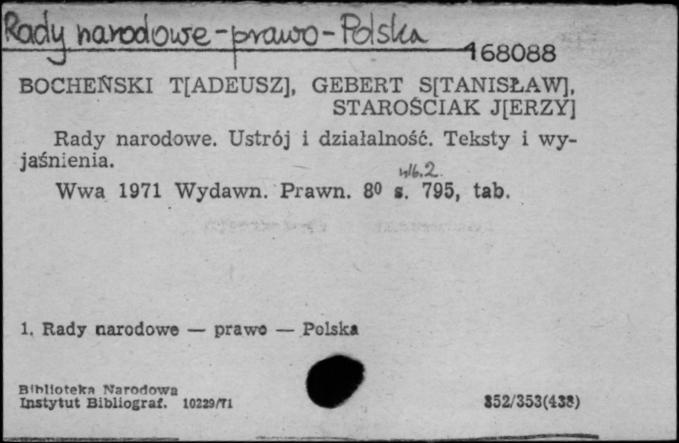 Rady narodowe - prawo - Polska
168088
BOCHEŃSKI T[ADEUSZ], GEBERT S[TANISŁAW],
STAROŚCIAK J[ERZY]
Rady narodowe. Ustrój i działalność. Teksty i wy-
jaśnienia.
Wwa 1971 Wydawn. Prawn. 8⁰ s. 795, tab.
1. Rady narodowe — prawo — Polska
Biblioteka Narodowa
Instytut Bibliograf. 10229/71
352/353(438)